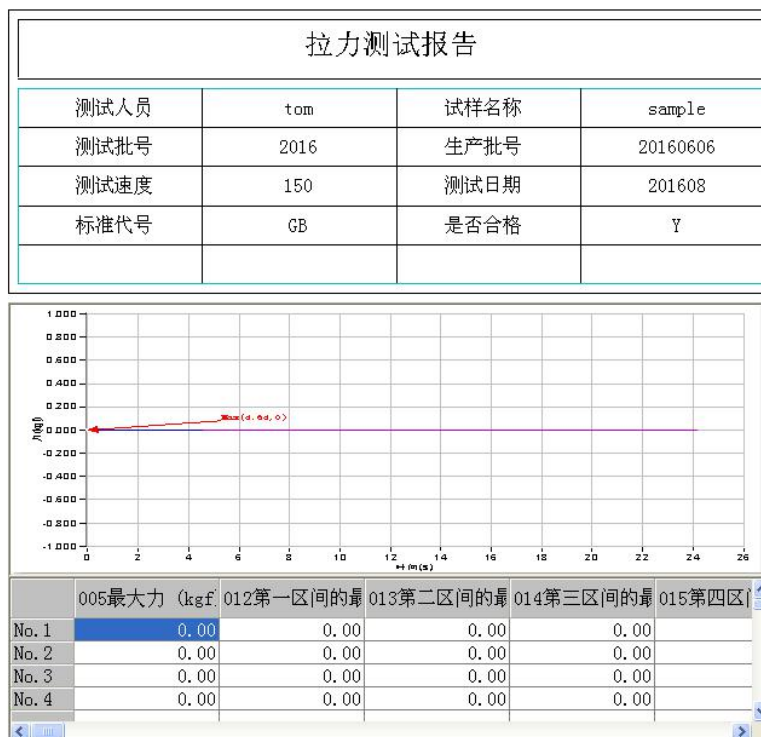 拉力测试报告
测试人员 tom 试样名称 sample
测试批号 2016 生产批号 20160606
测试速度 150 测试日期 201608
标准代号 GB 是否合格 Y
1.000
0.800
0.600
0.400
0.200
0.000
-0.200
-0.400
-0.600
-0.800
-1.000
力(kg)
0 2 4 6 8 10 12 14 16 18 20 22 24 26
时间(s)
005最大力 (kgf 012第一区间的最 013第二区间的最 014第三区间的最 015第四区
No.1 0.00 0.00 0.00 0.00
No.2 0.00 0.00 0.00 0.00
No.3 0.00 0.00 0.00 0.00
No.4 0.00 0.00 0.00 0.00